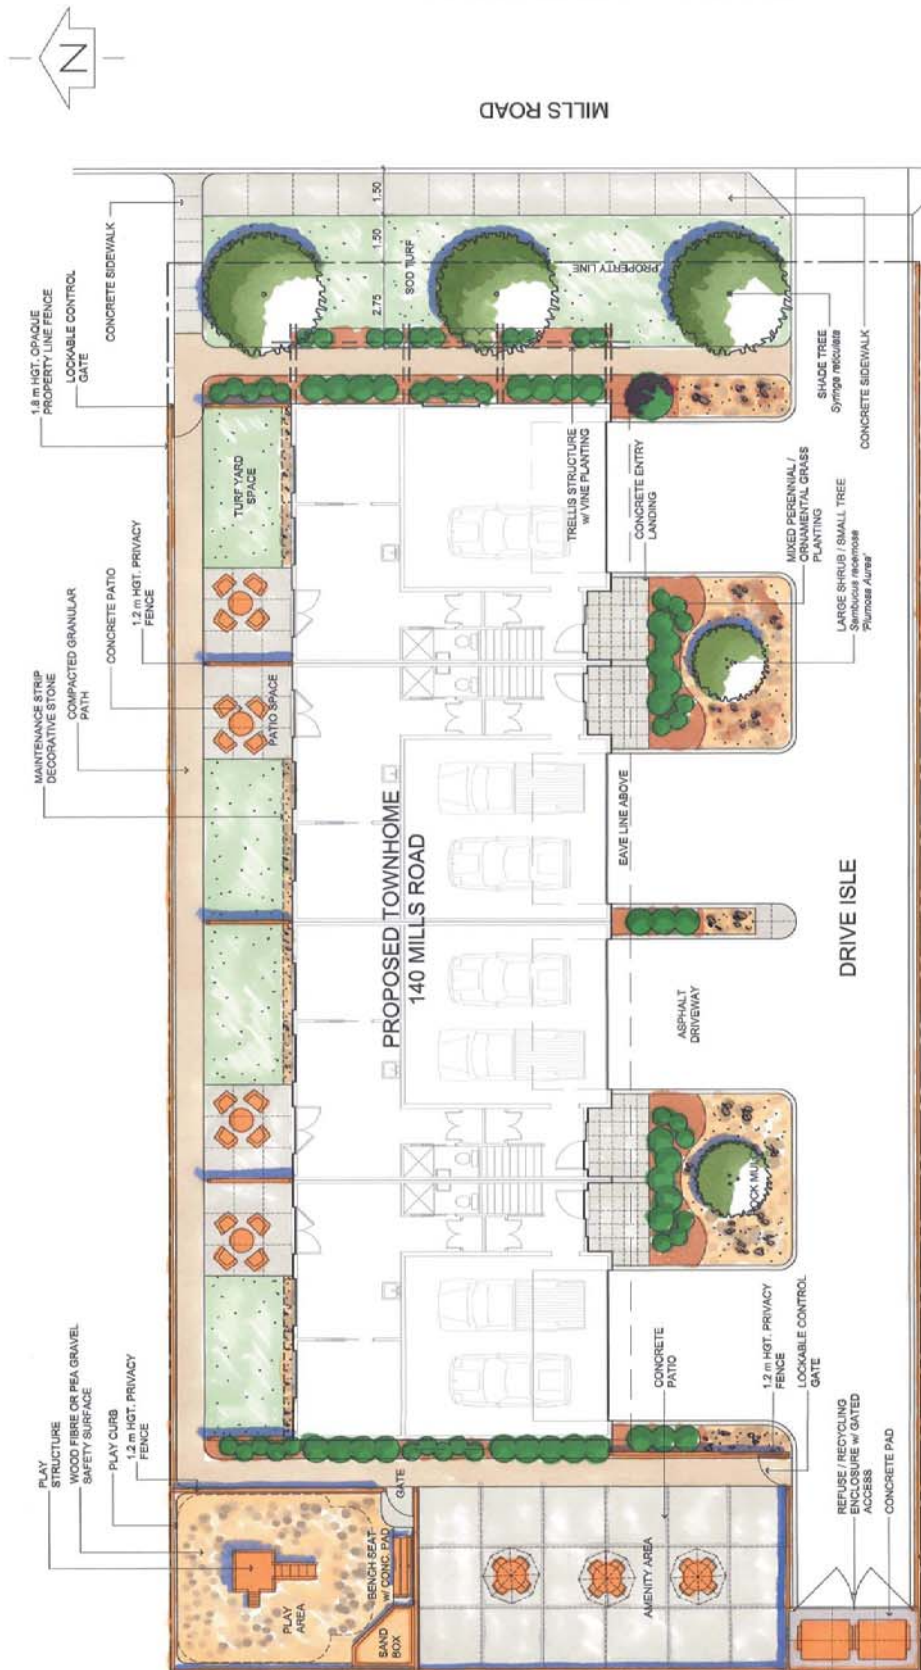 N
MILLS ROAD
PLAY
STRUCTURE
WOOD FIBRE OR PEA GRAVEL
SAFETY SURFACE
PLAY CURB
1.2 m HGT. PRIVACY
FENCE
MAINTENANCE STRIP
DECORATIVE STONE
COMPACTED GRANULAR
PATH
CONCRETE PATIO
1.2 m HGT. PRIVACY
FENCE
1.8 m HGT. OPAQUE
PROPERTY LINE FENCE
LOCKABLE CONTROL
GATE
CONCRETE SIDEWALK
TURF YARD
SPACE
PATIO SPACE
2.75
1.50
1.50
SOD TURF
PROPERTY LINE
PLAY
AREA
SAND
BOX
BENCH SEAT
w/ CONC. PAD
GATE
PROPOSED TOWNHOME
140 MILLS ROAD
TRELLIS STRUCTURE
w/ VINE PLANTING
CONCRETE ENTRY
LANDING
EAVE LINE ABOVE
MIXED PERENNIAL /
ORNAMENTAL GRASS
PLANTING
LARGE SHRUB / SMALL TREE
Sambucus racemosa
'Plumosa Aurea'
SHADE TREE
Syringa reticulata
CONCRETE SIDEWALK
ASPHALT
DRIVEWAY
DRIVE ISLE
AMENITY AREA
CONCRETE
PATIO
1.2 m HGT. PRIVACY
FENCE
LOCKABLE CONTROL
GATE
REFUSE / RECYCLING
ENCLOSURE w/ GATED
ACCESS
CONCRETE PAD